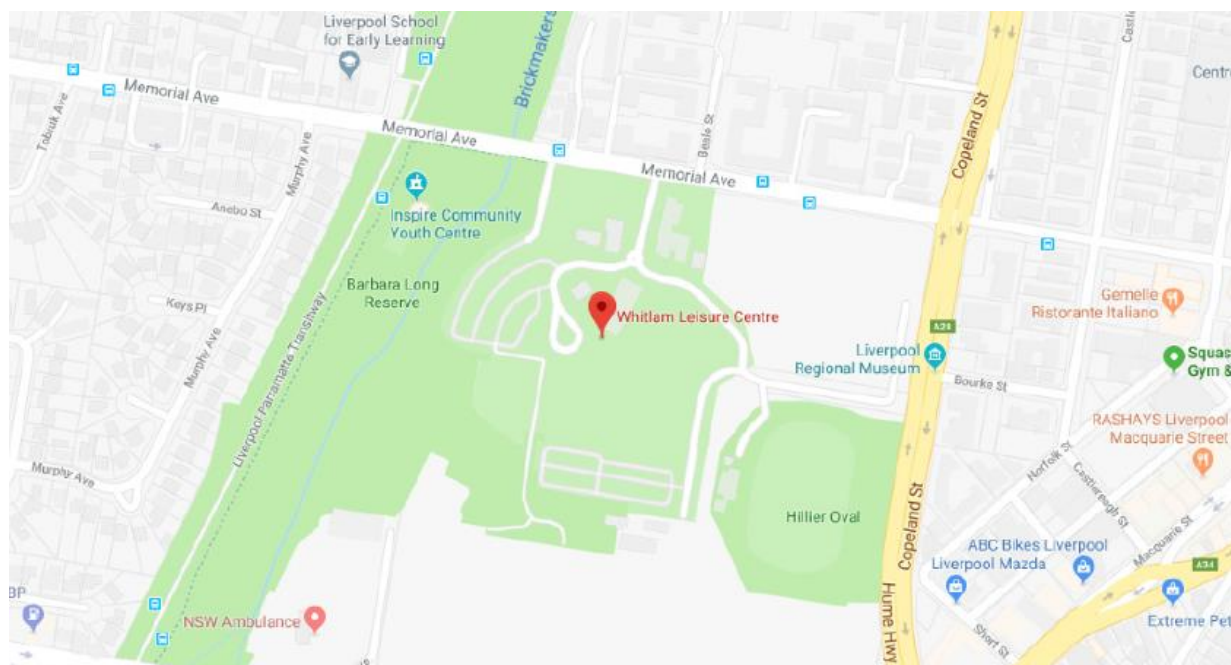 Liverpool School
for Early Learning
Brickmakers
Castle
Centre
Memorial Ave
Tobiuk Ave
Murphy Ave
Memorial Ave
Beale St
Memorial Ave
Copeland St
Anebo St
Inspire Community
Youth Centre
Barbara Long
Reserve
Keys Pl
Murphy Ave
Whitlam Leisure Centre
Gemelle
Ristorante Italiano
A28
Liverpool
Regional Museum
Bourke St
Squac
Gym &
Liverpool Parramatta Transitway
RASHAYS Liverpool
Macquarie Street
Norfolk St
Castlereagh St
Macquarie St
Murphy Ave
Hillier Oval
Copeland St
ABC Bikes Liverpool
Liverpool Mazda
A34
BP
NSW Ambulance
Hume Hwy
Short St
Extreme Pet